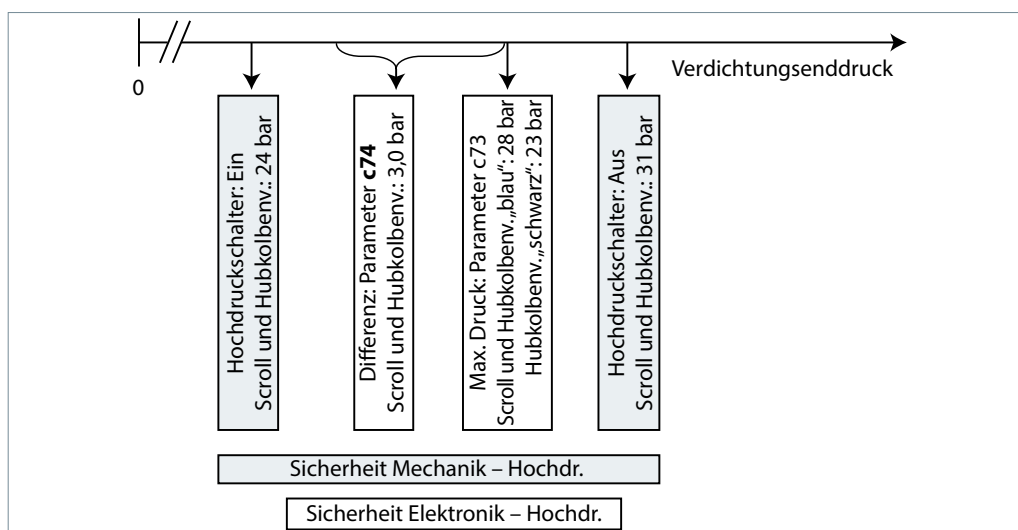 0
Verdichtungsenddruck
Hochdruckschalter: Ein
Scroll und Hubkolbenv.: 24 bar
Differenz: Parameter c74
Scroll und Hubkolbenv.: 3,0 bar
Max. Druck: Parameter c73
Scroll und Hubkolbenv. „blau“: 28 bar
Hubkolbenv. „schwarz“: 23 bar
Hochdruckschalter: Aus
Scroll und Hubkolbenv.: 31 bar
Sicherheit Mechanik – Hochdr.
Sicherheit Elektronik – Hochdr.